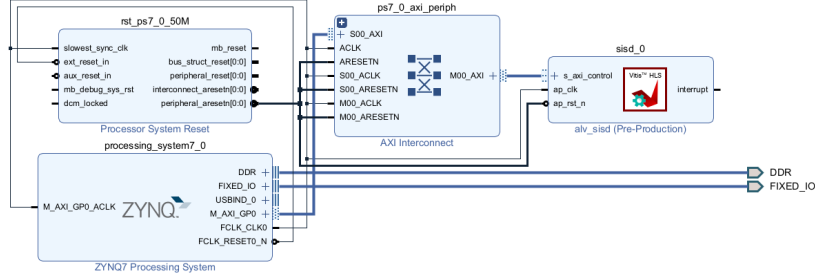 rst_ps7_0_50M
slowest_sync_clk
ext_reset_in
aux_reset_in
mb_debug_sys_rst
dcm_locked
mb_reset
bus_struct_reset[0:0]
peripheral_reset[0:0]
interconnect_aresetn[0:0]
peripheral_aresetn[0:0]
Processor System Reset
ps7_0_axi_periph
S00_AXI
ACLK
ARESETN
S00_ACLK
S00_ARESETN
M00_ACLK
M00_ARESETN
M00_AXI
AXI Interconnect
sisd_0
s_axi_control
ap_clk
ap_rst_n
Vitis™ HLS
interrupt
alv_sisd (Pre-Production)
processing_system7_0
M_AXI_GP0_ACLK
ZYNQ
DDR
FIXED_IO
USBIND_0
M_AXI_GP0
FCLK_CLK0
FCLK_RESET0_N
ZYNQ7 Processing System
DDR
FIXED_IO